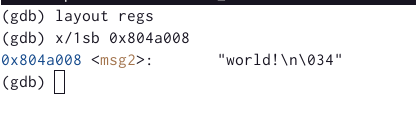 (gdb) layout regs
(gdb) x/1sb 0x804a008
0x804a008 <msg2>:       "world!\n\034"
(gdb)